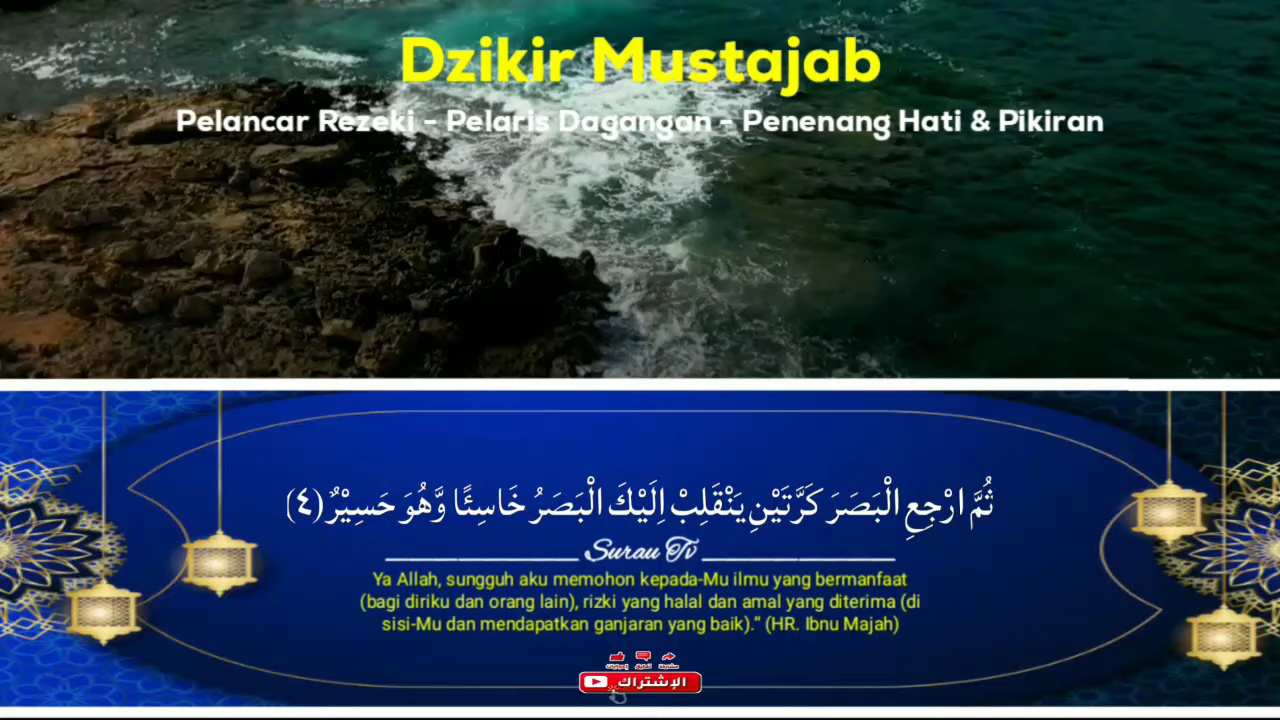 Dzikir Mustajab
Pelancar Rezeki - Pelaris Dagangan - Penenang Hati & Pikiran
ثُمَّ ارْجِعِ الْبَصَرَ كَرَّتَيْنِ يَنْقَلِبْ اِلَيْكَ الْبَصَرُ خَاسِئًا وَّهُوَ حَسِيْرٌ (٤)
Surau Tv
Ya Allah, sungguh aku memohon kepada-Mu ilmu yang bermanfaat
(bagi diriku dan orang lain), rizki yang halal dan amal yang diterima (di
sisi-Mu dan mendapatkan ganjaran yang baik).” (HR. Ibnu Majah)
الإشتراك